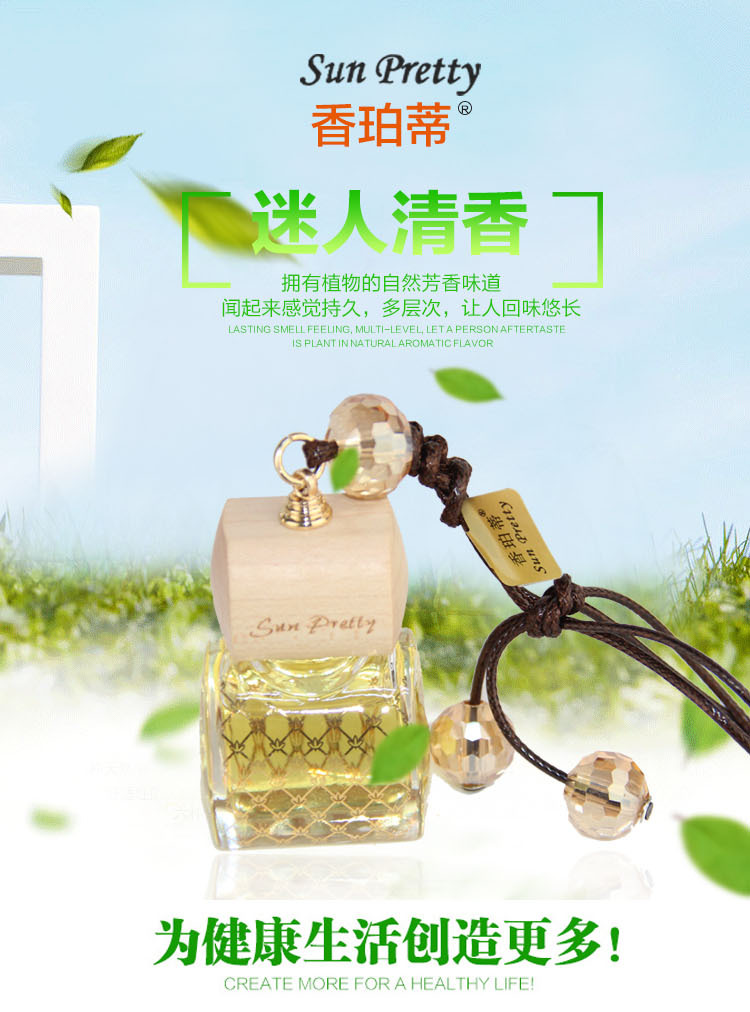 Sun Pretty
香珀蒂®
迷人清香
拥有植物的自然芳香味道
闻起来感觉持久，多层次，让人回味悠长
LASTING SMELL FEELING, MULTI-LEVEL, LET A PERSON AFTERTASTE
IS PLANT IN NATURAL AROMATIC FLAVOR
香珀蒂®
Sun Pretty
Sun Pretty
为健康生活创造更多!
CREATE MORE FOR A HEALTHY LIFE!